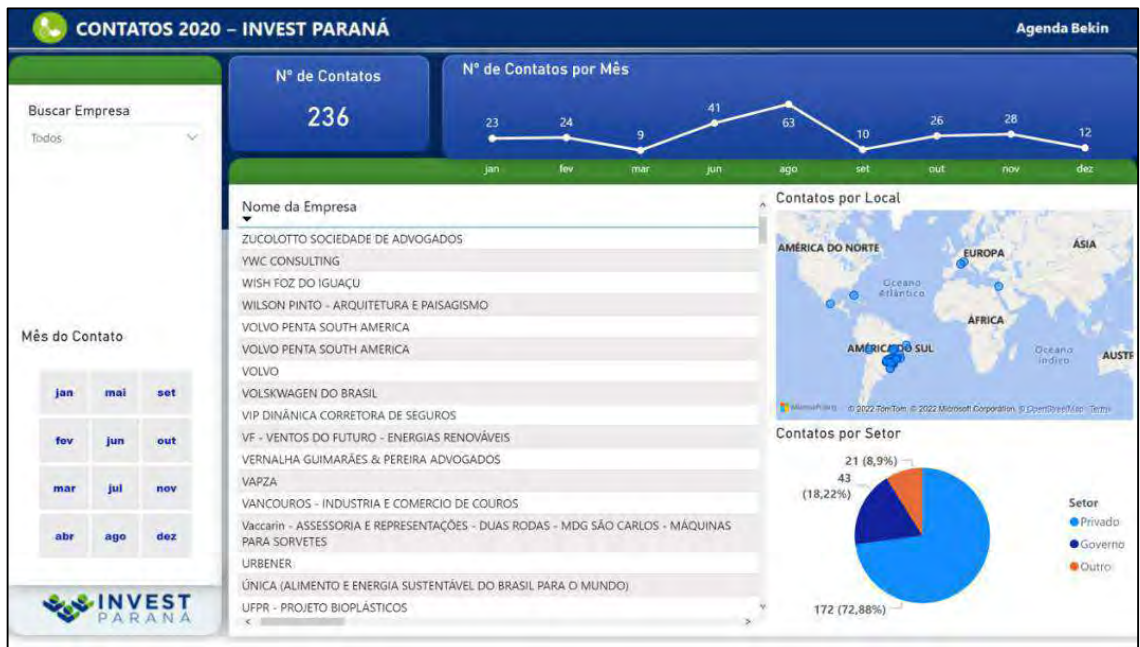 CONTATOS 2020 – INVEST PARANÁ
Agenda Bekin
Buscar Empresa
Todos
Nº de Contatos
236
Nº de Contatos por Mês
23 24 9 41 63 10 26 28 12
jan fev mar jun ago set out nov dez
Mês do Contato
jan mai set
fev jun out
mar jul nov
abr ago dez
INVEST
PARANÁ
Nome da Empresa
ZUCOLOTTO SOCIEDADE DE ADVOGADOS
YWC CONSULTING
WISH FOZ DO IGUAÇU
WILSON PINTO - ARQUITETURA E PAISAGISMO
VOLVO PENTA SOUTH AMERICA
VOLVO PENTA SOUTH AMERICA
VOLVO
VOLSKWAGEN DO BRASIL
VIP DINÂNICA CORRETORA DE SEGUROS
VF - VENTOS DO FUTURO - ENERGIAS RENOVÁVEIS
VERNALHA GUIMARÃES & PEREIRA ADVOGADOS
VAPZA
VANCOUROS - INDUSTRIA E COMERCIO DE COUROS
Vaccarin - ASSESSORIA E REPRESENTAÇÕES - DUAS RODAS - MDG SÃO CARLOS - MÁQUINAS
PARA SORVETES
URBENER
ÚNICA (ALIMENTO E ENERGIA SUSTENTÁVEL DO BRASIL PARA O MUNDO)
UFPR - PROJETO BIOPLÁSTICOS
Contatos por Local
AMÉRICA DO NORTE
EUROPA
ÁSIA
Oceano
Atlântico
ÁFRICA
AMÉRICA DO SUL
Oceano
Índico
AUSTR
© 2022 TomTom, © 2022 Microsoft Corporation, © OpenStreetMap Terms
Contatos por Setor
21 (8,9%)
43
(18,22%)
172 (72,88%)
Setor
Privado
Governo
Outro